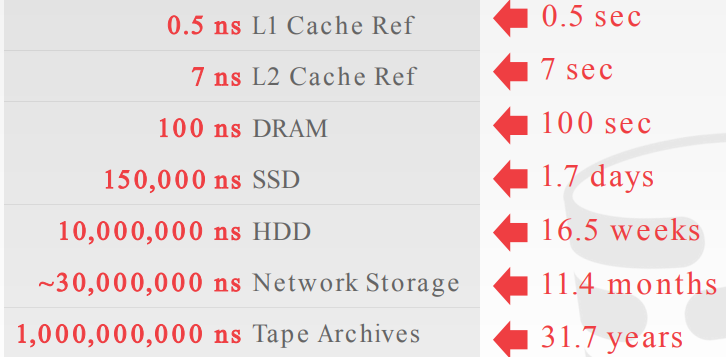 0.5 ns L1 Cache Ref 0.5 sec
7 ns L2 Cache Ref 7 sec
100 ns DRAM 100 sec
150,000 ns SSD 1.7 days
10,000,000 ns HDD 16.5 weeks
~30,000,000 ns Network Storage 11.4 months
1,000,000,000 ns Tape Archives 31.7 years